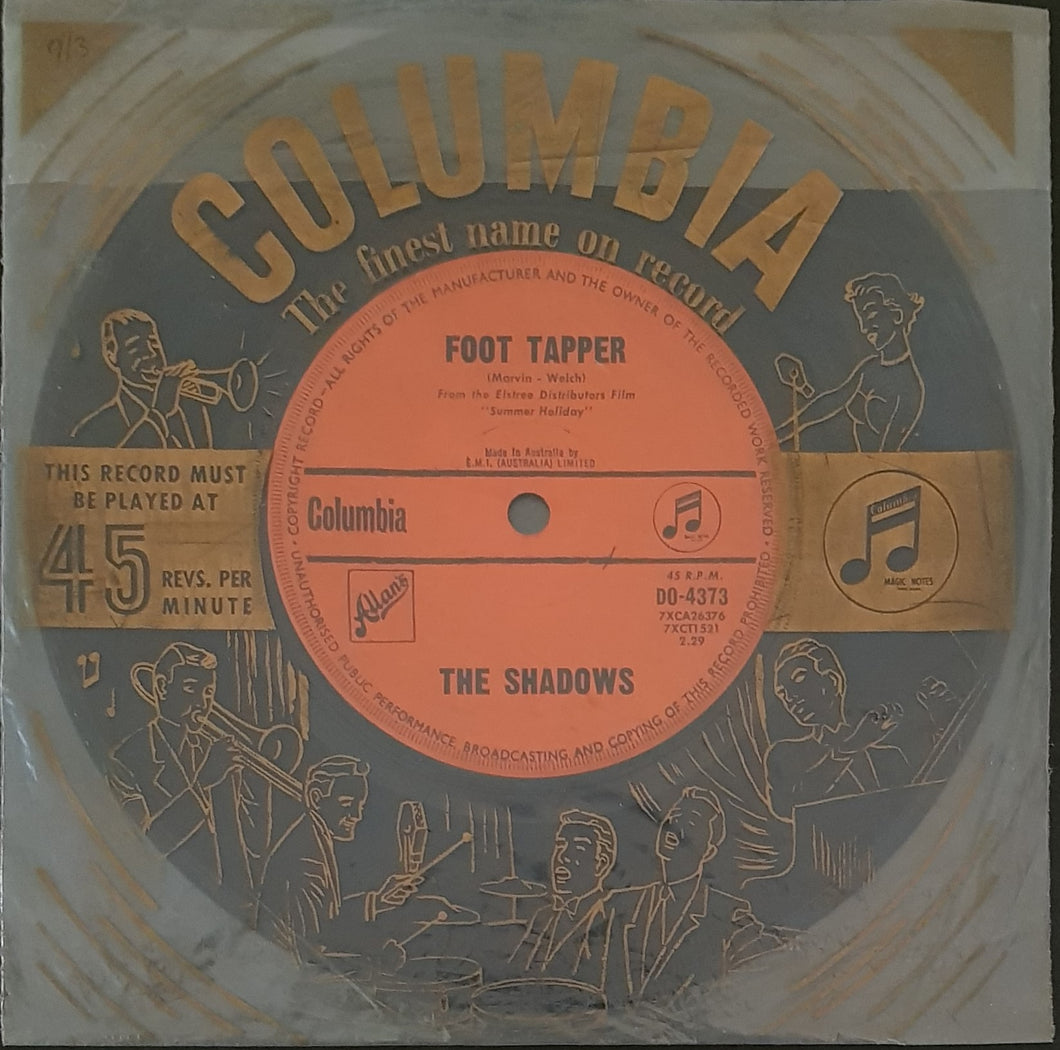 9/3
COLUMBIA
The finest name on record
UNAUTHORISED PUBLIC PERFORMANCE BROADCASTING AND COPYING OF THIS RECORD PROHIBITED · COPYRIGHT RECORD—ALL RIGHTS OF THE MANUFACTURER AND THE OWNER OF THE RECORDED WORK RESERVED ·
FOOT TAPPER
(Marvin - Welch)
From the Elstree Distributors Film
"Summer Holiday"
Made In Australia by
E.M.I. (AUSTRALIA) LIMITED
THIS RECORD MUST
BE PLAYED AT
45 REVS. PER
MINUTE
Columbia
Columbia
MAGIC NOTES
Allan's
45 R.P.M.
DO-4373
7XCA26376
7XCT1521
2.29
THE SHADOWS